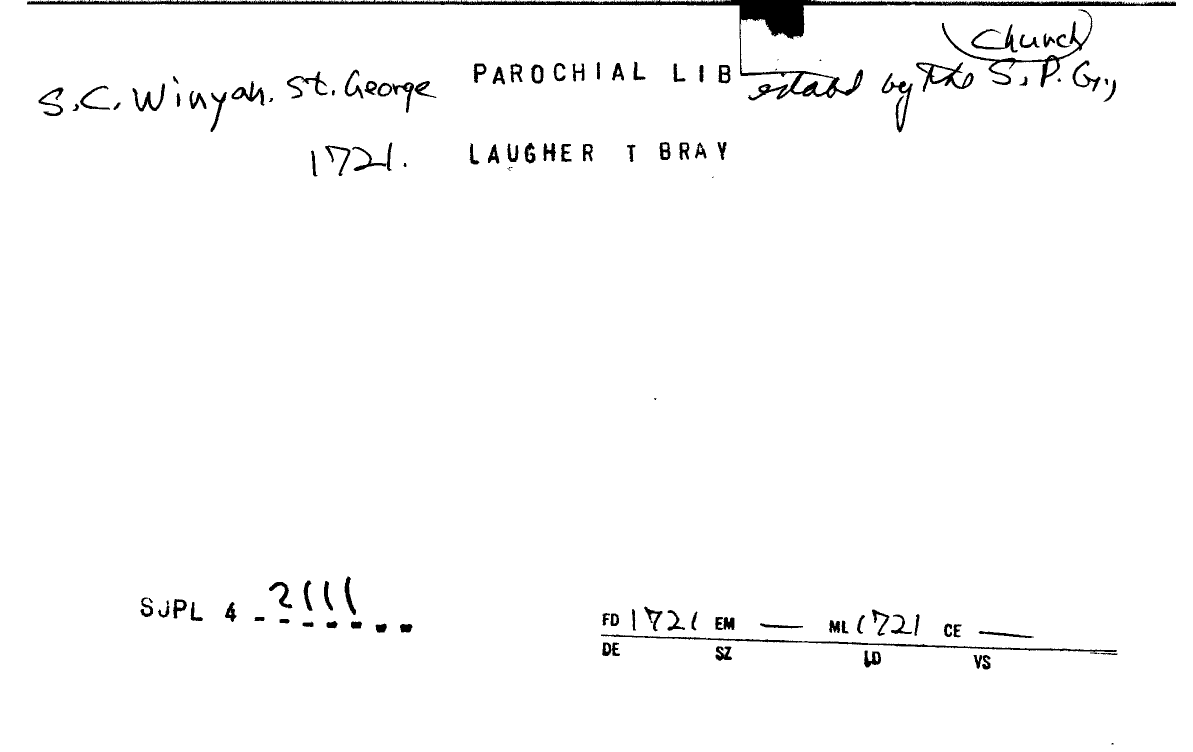 Church
S.C. Winyah. St. George PAROCHIAL LIB estabd by the S.P.G.,
1721. LAUGHER T BRAY
SJPL 4 2111
FD 1721 EM — ML 1721 CE —
DE SZ LD VS